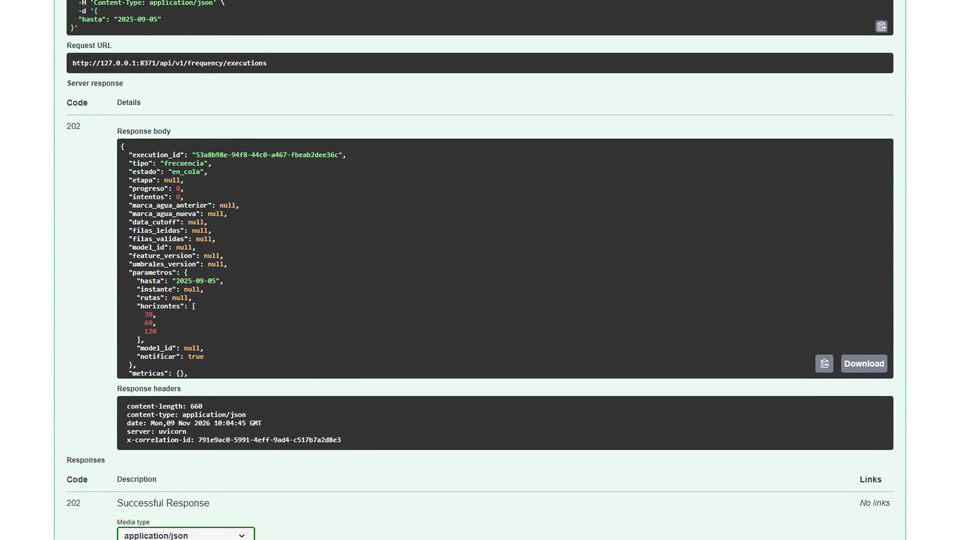 -H 'Content-Type: application/json' \
-d '{
"hasta": "2025-09-05"
}'
Request URL
http://127.0.0.1:8371/api/v1/frequency/executions
Server response
Code Details
202
Response body
{
"execution_id": "53a8b98e-94f8-44c0-a467-fbeab2dee36c",
"tipo": "frecuencia",
"estado": "en_cola",
"etapa": null,
"progreso": 0,
"intentos": 0,
"marca_agua_anterior": null,
"marca_agua_nueva": null,
"data_cutoff": null,
"filas_leidas": null,
"filas_validas": null,
"model_id": null,
"feature_version": null,
"umbrales_version": null,
"parametros": {
"hasta": "2025-09-05",
"instante": null,
"rutas": null,
"horizontes": [
30,
60,
120
],
"model_id": null,
"notificar": true
},
"metricas": {},
Download
Response headers
content-length: 660
content-type: application/json
date: Mon,09 Nov 2026 10:04:45 GMT
server: uvicorn
x-correlation-id: 791e9ac0-5991-4eff-9ad4-c517b7a2d8e3
Responses
Code Description Links
202 Successful Response No links
Media type
application/json